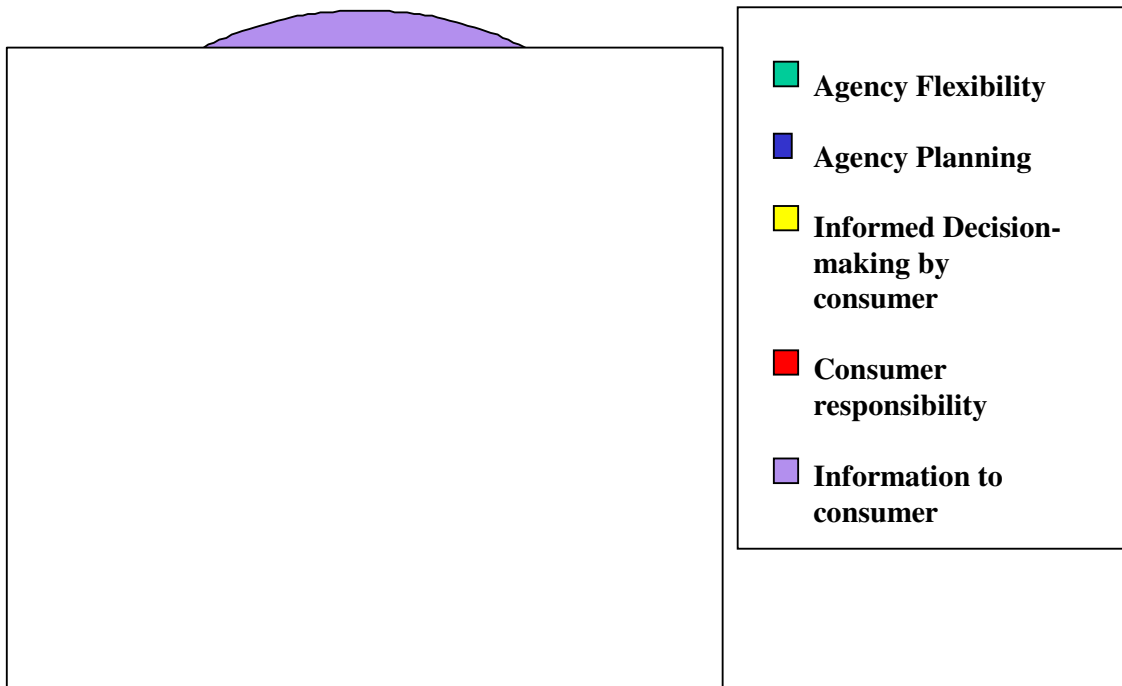 Agency Flexibility
Agency Planning
Informed Decision-
making by
consumer
Consumer
responsibility
Information to
consumer